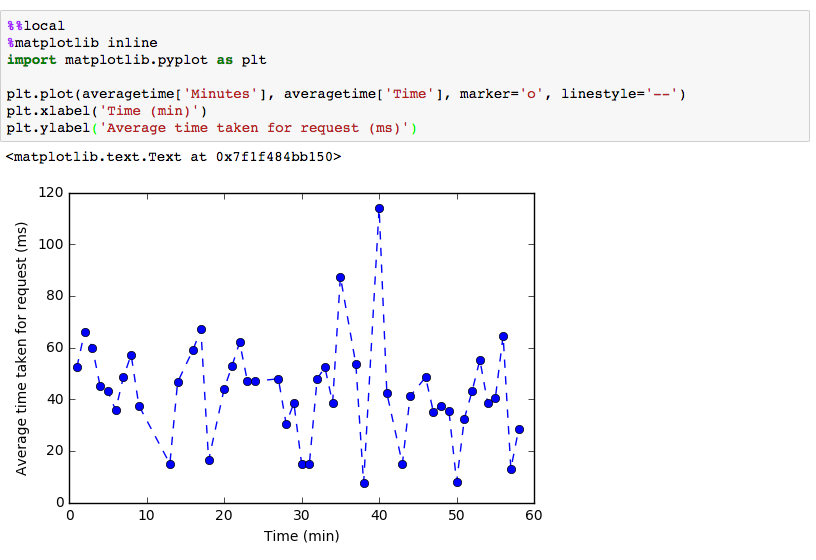 %%local
%matplotlib inline
import matplotlib.pyplot as plt
plt.plot(averagetime['Minutes'], averagetime['Time'], marker='o', linestyle='--')
plt.xlabel('Time (min)')
plt.ylabel('Average time taken for request (ms)')
<matplotlib.text.Text at 0x7f1f484bb150>
Average time taken for request (ms)
120
100
80
60
40
20
0
0 10 20 30 40 50 60
Time (min)